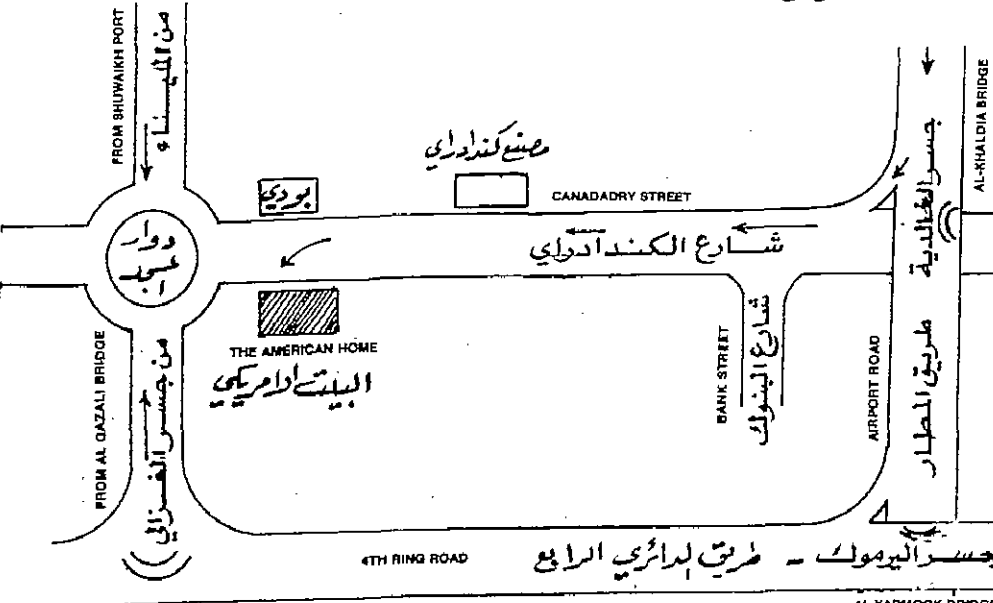 FROM SHUWAIKH PORT
من الميناء
مصنع كندادراي
بودي
CANADADRY STREET
شارع الكندادراي
AL-KHALDIA BRIDGE
جسر الخالدية
دوار
THE AMERICAN HOME
البيت الامريكي
FROM AL GAZALI BRIDGE
من جسر الغزالي
BANK STREET
شارع البنوك
AIRPORT ROAD
طريق المطار
4TH RING ROAD
جسر اليرموك - طريق الدائري الرابع